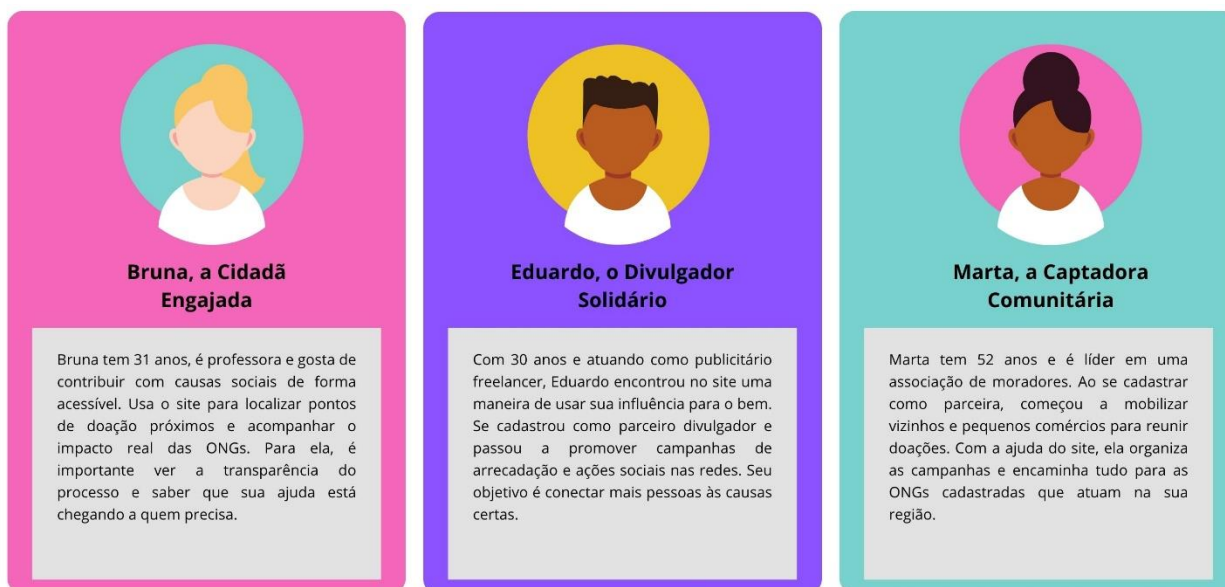 Bruna, a Cidadã
Engajada
Bruna tem 31 anos, é professora e gosta de
contribuir com causas sociais de forma
acessível. Usa o site para localizar pontos
de doação próximos e acompanhar o
impacto real das ONGs. Para ela, é
importante ver a transparência do
processo e saber que sua ajuda está
chegando a quem precisa.
Eduardo, o Divulgador
Solidário
Com 30 anos e atuando como publicitário
freelancer, Eduardo encontrou no site uma
maneira de usar sua influência para o bem.
Se cadastrou como parceiro divulgador e
passou a promover campanhas de
arrecadação e ações sociais nas redes. Seu
objetivo é conectar mais pessoas às causas
certas.
Marta, a Captadora
Comunitária
Marta tem 52 anos e é líder em uma
associação de moradores. Ao se cadastrar
como parceira, começou a mobilizar
vizinhos e pequenos comércios para reunir
doações. Com a ajuda do site, ela organiza
as campanhas e encaminha tudo para as
ONGs cadastradas que atuam na sua
região.